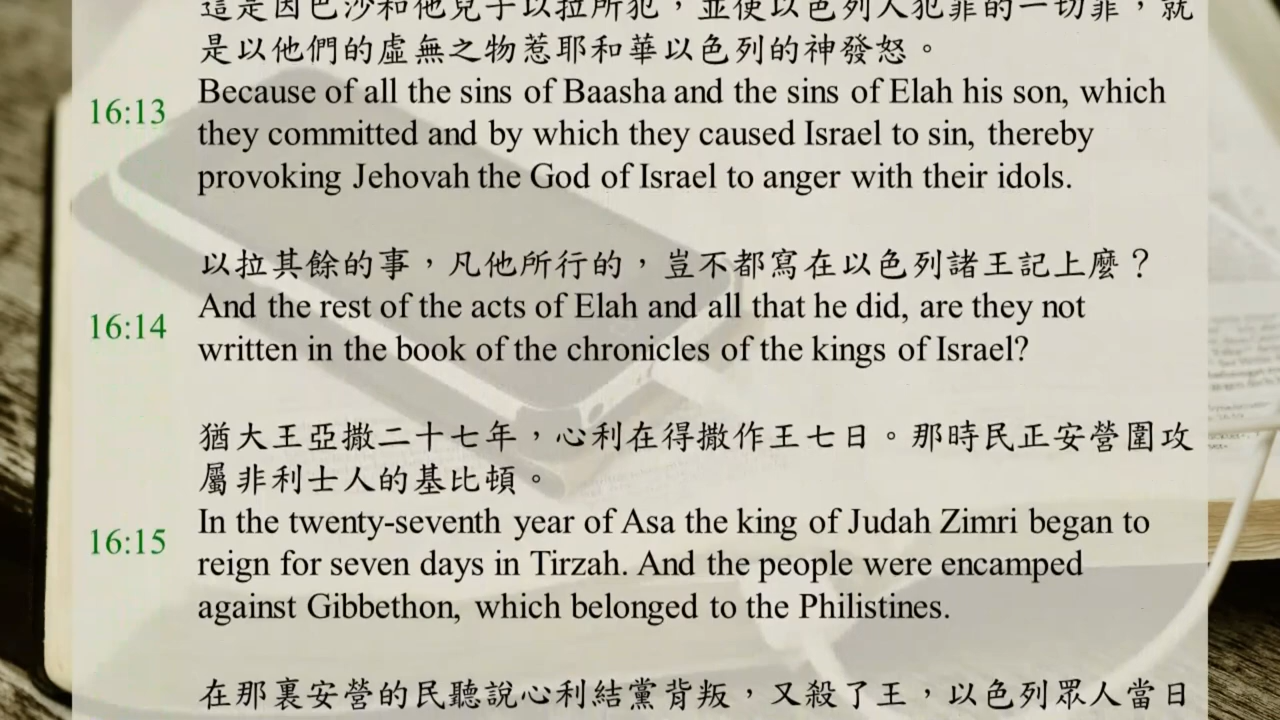 這是因巴沙和他兒子以拉所犯，並使以色列人犯罪的一切罪，就
是以他們的虛無之物惹耶和華以色列的神發怒。
16:13 Because of all the sins of Baasha and the sins of Elah his son, which
they committed and by which they caused Israel to sin, thereby
provoking Jehovah the God of Israel to anger with their idols.
以拉其餘的事，凡他所行的，豈不都寫在以色列諸王記上麼？
16:14 And the rest of the acts of Elah and all that he did, are they not
written in the book of the chronicles of the kings of Israel?
猶大王亞撒二十七年，心利在得撒作王七日。那時民正安營圍攻
屬非利士人的基比頓。
16:15 In the twenty-seventh year of Asa the king of Judah Zimri began to
reign for seven days in Tirzah. And the people were encamped
against Gibbethon, which belonged to the Philistines.
在那裏安營的民聽說心利結黨背叛，又殺了王，以色列眾人當日